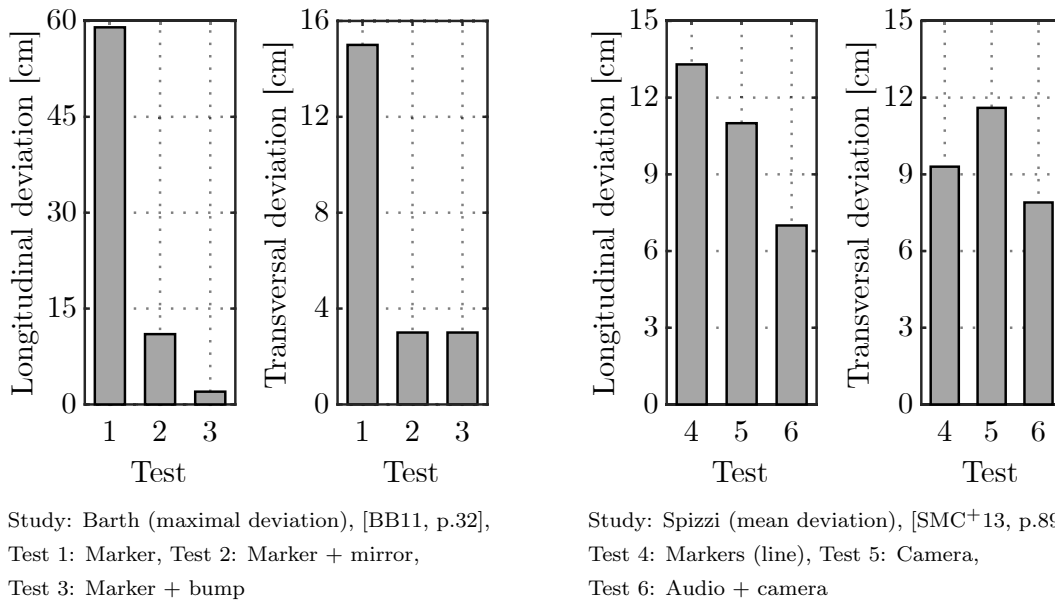 Longitudinal deviation [cm]
60
45
30
15
0
1 2 3
Test
Transversal deviation [cm]
16
12
8
4
0
1 2 3
Test
Study: Barth (maximal deviation), [BB11, p.32],
Test 1: Marker, Test 2: Marker + mirror,
Test 3: Marker + bump
Longitudinal deviation [cm]
15
12
9
6
3
0
4 5 6
Test
Transversal deviation [cm]
15
12
9
6
3
0
4 5 6
Test
Study: Spizzi (mean deviation), [SMC+13, p.89
Test 4: Markers (line), Test 5: Camera,
Test 6: Audio + camera